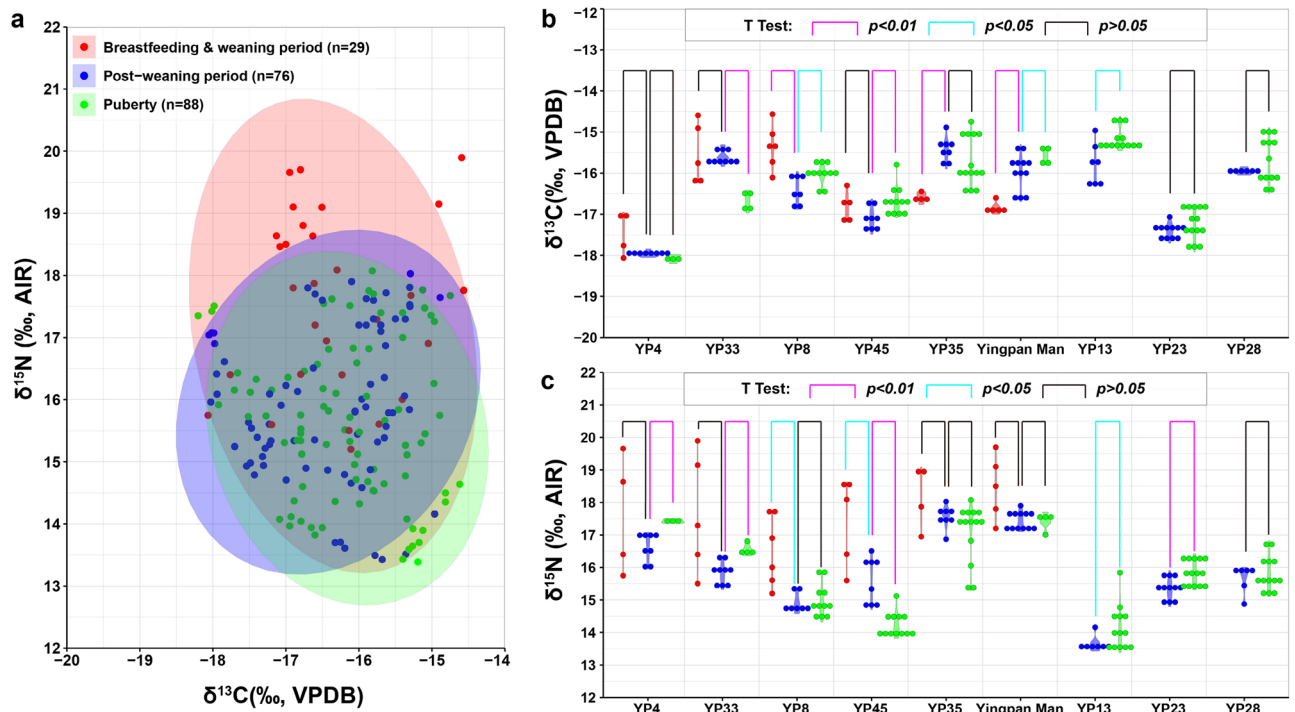 a
δ¹⁵N (‰, AIR)
22
21
20
19
18
17
16
15
14
13
12
Breastfeeding & weaning period (n=29)
Post−weaning period (n=76)
Puberty (n=88)
−20
−19
−18
−17
−16
−15
−14
δ¹³C(‰, VPDB)
b
δ¹³C(‰, VPDB)
−12
−13
−14
−15
−16
−17
−18
−19
−20
T Test: p<0.01 p<0.05 p>0.05
YP4 YP33 YP8 YP45 YP35 Yingpan Man YP13 YP23 YP28
c
δ¹⁵N (‰, AIR)
22
21
20
19
18
17
16
15
14
13
12
T Test: p<0.01 p<0.05 p>0.05
YP4 YP33 YP8 YP45 YP35 Yingpan Man YP13 YP23 YP28